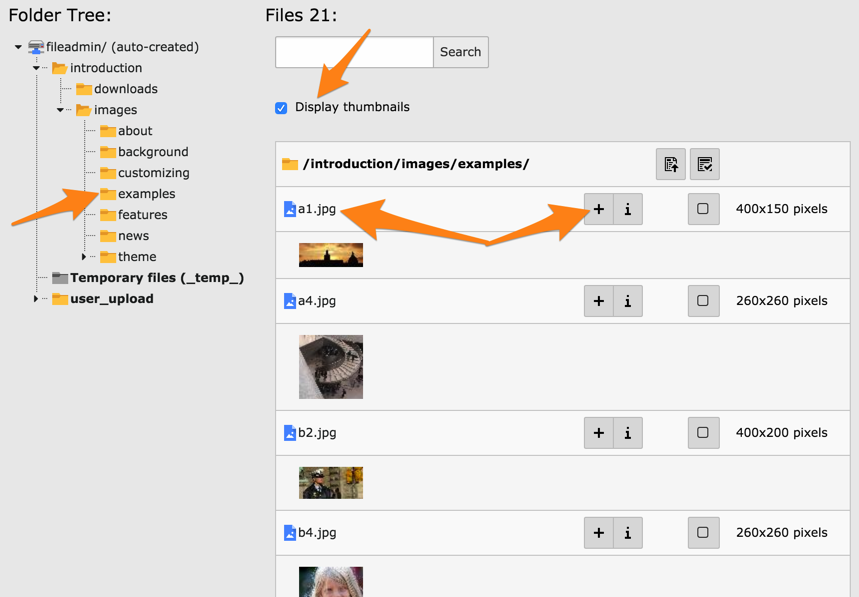 Folder Tree:
fileadmin/ (auto-created)
introduction
downloads
images
about
background
customizing
examples
features
news
theme
Temporary files (_temp_)
user_upload
Files 21:
Search
Display thumbnails
/introduction/images/examples/
a1.jpg
400x150 pixels
a4.jpg
260x260 pixels
b2.jpg
400x200 pixels
b4.jpg
260x260 pixels